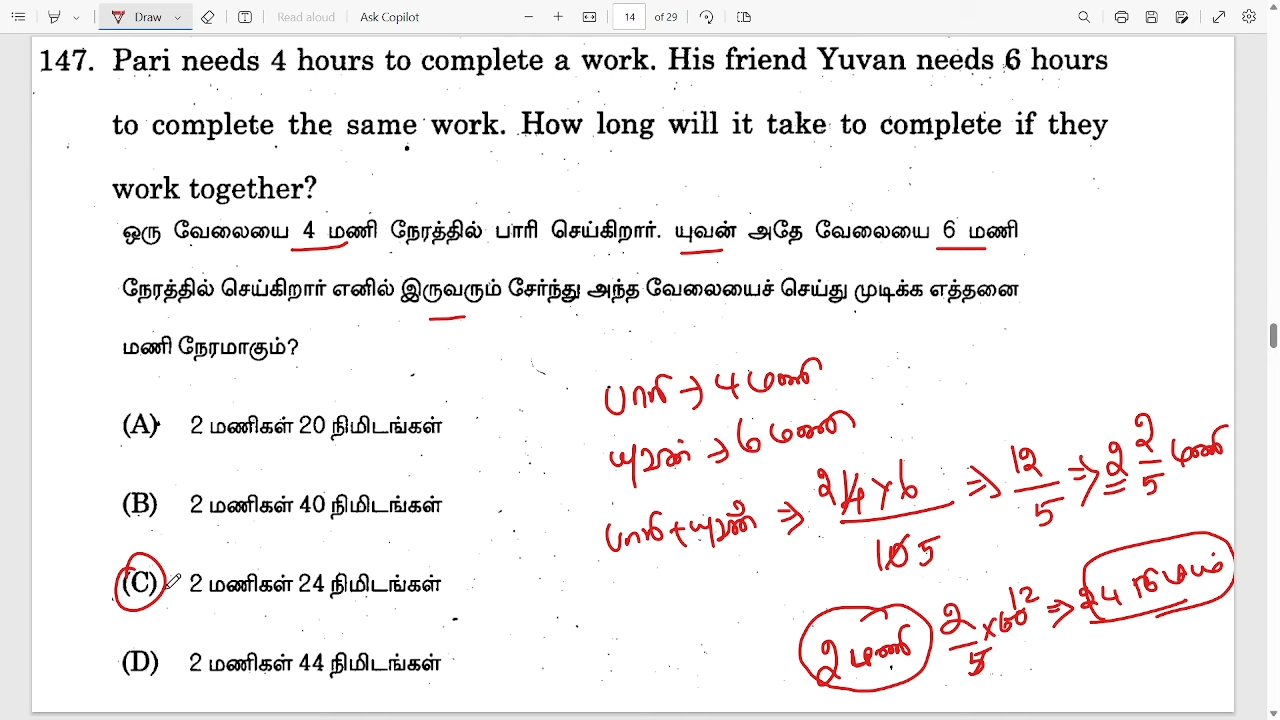 Draw
Read aloud
Ask Copilot
14 of 29
147. Pari needs 4 hours to complete a work. His friend Yuvan needs 6 hours
to complete the same work. How long will it take to complete if they
work together?
ஒரு வேலையை 4 மணி நேரத்தில் பாரி செய்கிறார். யுவன் அதே வேலையை 6 மணி
நேரத்தில் செய்கிறார் எனில் இருவரும் சேர்ந்து அந்த வேலையைச் செய்து முடிக்க எத்தனை
மணி நேரமாகும்?
(A) 2 மணிகள் 20 நிமிடங்கள்
(B) 2 மணிகள் 40 நிமிடங்கள்
(C) 2 மணிகள் 24 நிமிடங்கள்
(D) 2 மணிகள் 44 நிமிடங்கள்
பாரி → 4 மணி
யுவன் → 6 மணி
பாரி + யுவன் ⇒ 2 4 x 6 / 10 5 ⇒ 12/5 ⇒ 2 2/5 மணி
2 மணி 2/5 x 60 12 ⇒ 24 நிமிடம்